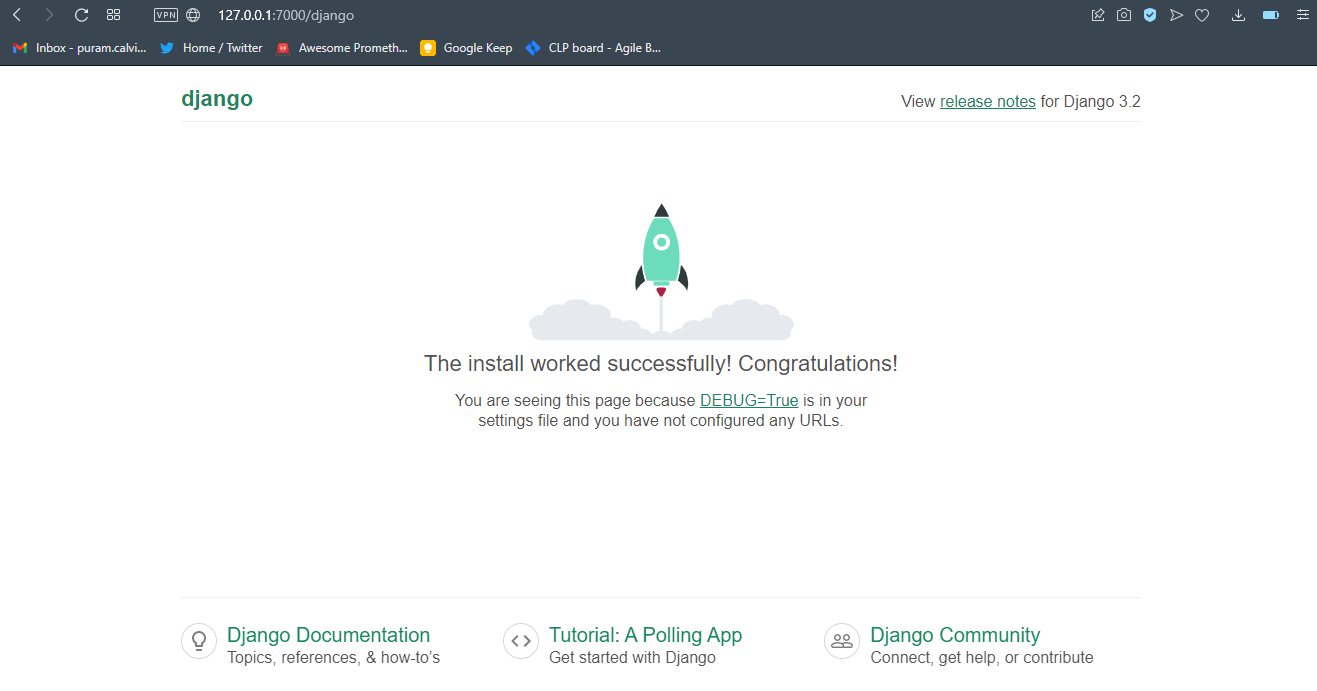 VPN 127.0.0.1:7000/django
Inbox - puram.calvi... Home / Twitter Awesome Prometh... Google Keep CLP board - Agile B...
django View release notes for Django 3.2
The install worked successfully! Congratulations!
You are seeing this page because DEBUG=True is in your
settings file and you have not configured any URLs.
Django Documentation Tutorial: A Polling App Django Community
Topics, references, & how-to’s Get started with Django Connect, get help, or contribute